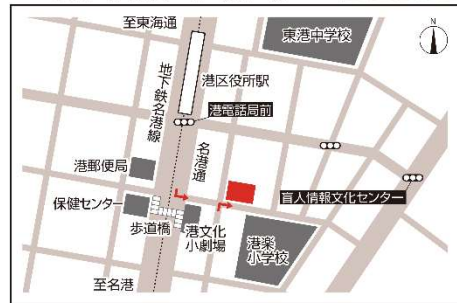 至東海通
東港中学校
N
地下鉄名港線
港区役所駅
港電話局前
名港通
港郵便局
盲人情報文化センター
保健センター
歩道橋
港文化
小劇場
港楽
小学校
至名港